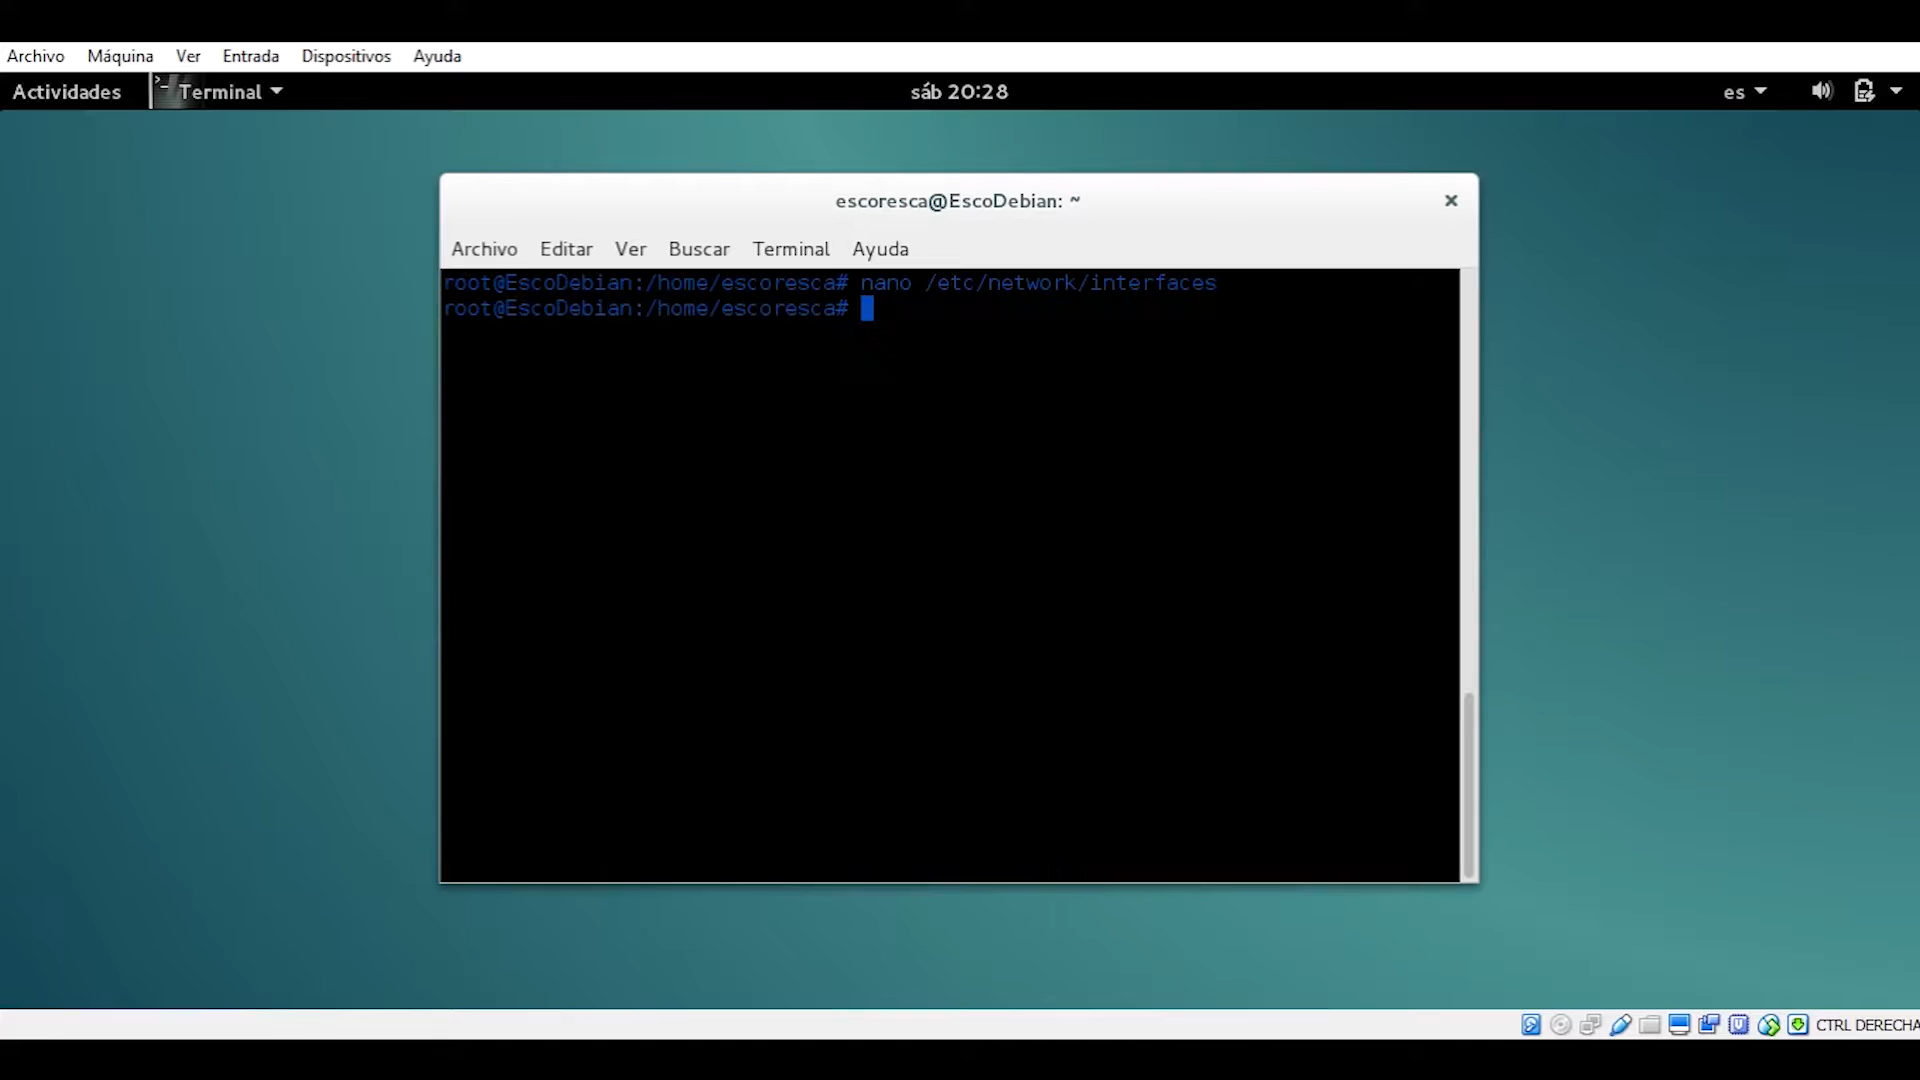 Archivo Máquina Ver Entrada Dispositivos Ayuda
Actividades Terminal sáb 20:28 es
escoresca@EscoDebian: ~
Archivo Editar Ver Buscar Terminal Ayuda
root@EscoDebian:/home/escoresca# nano /etc/network/interfaces
root@EscoDebian:/home/escoresca#
CTRL DERECHA